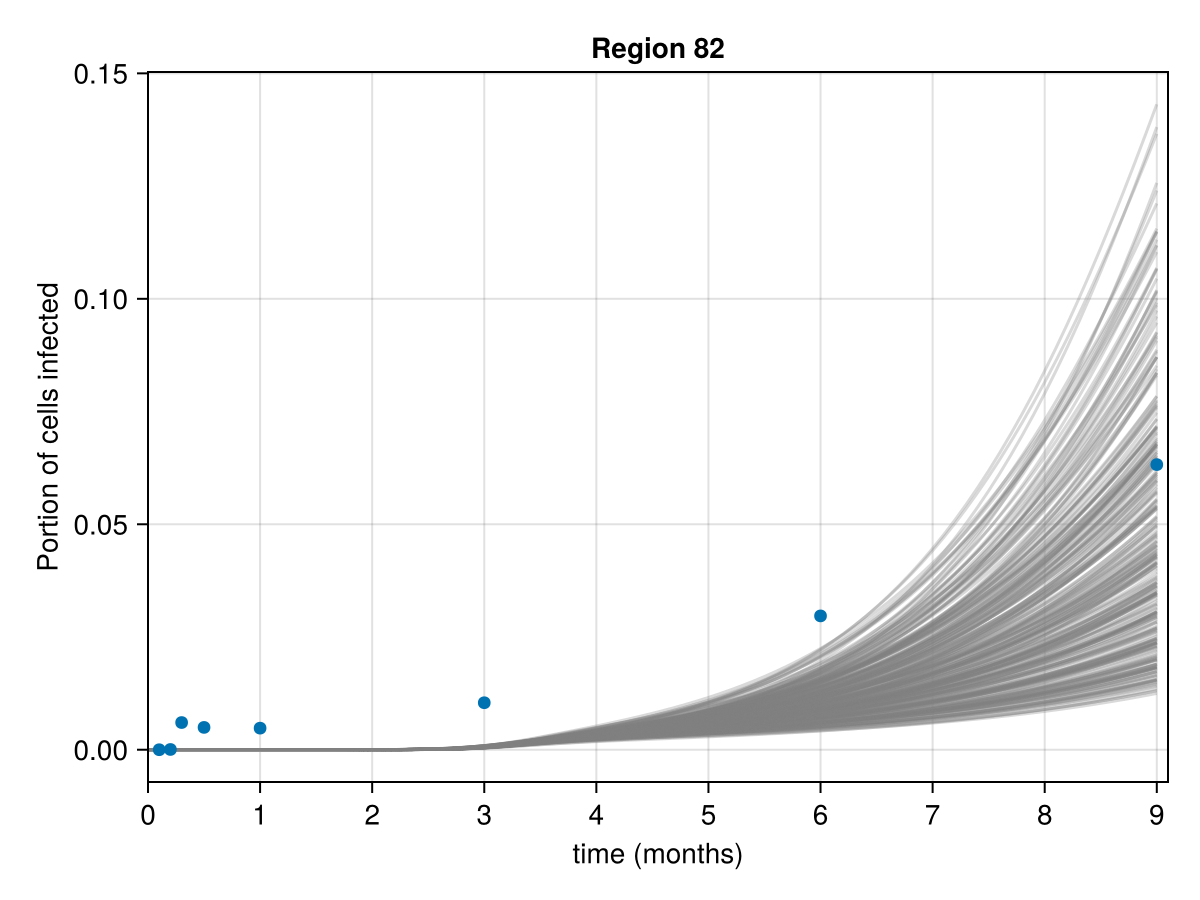 Region 82
0.15
0.10
0.05
0.00
Portion of cells infected
0 1 2 3 4 5 6 7 8 9
time (months)